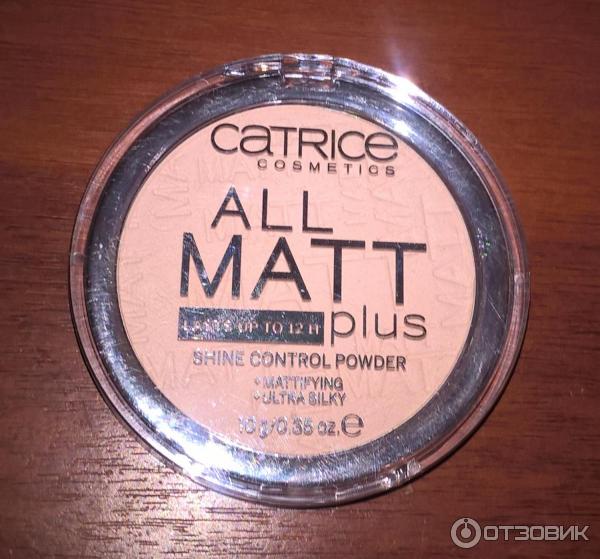 CATRICE
COSMETICS
ALL
MATT
LASTS UP TO 12 H
plus
SHINE CONTROL POWDER
+ MATTIFYING
+ ULTRA SILKY
10 g/0.35 oz. ℮
MATT
ОТЗОВИК